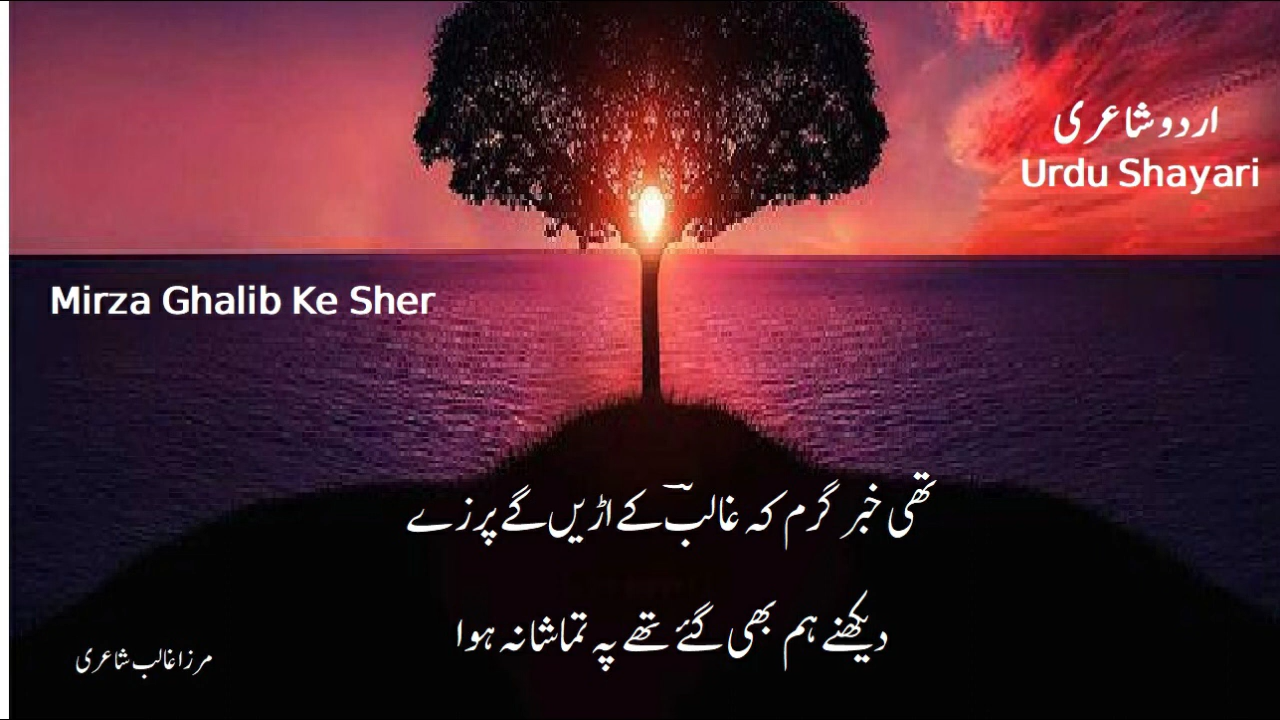 اردو شاعری
Urdu Shayari
Mirza Ghalib Ke Sher
تھی خبر گرم کہ غالبؔ کے اڑیں گے پرزے
دیکھنے ہم بھی گئے تھے پہ تماشا نہ ہوا
مرزا غالب شاعری